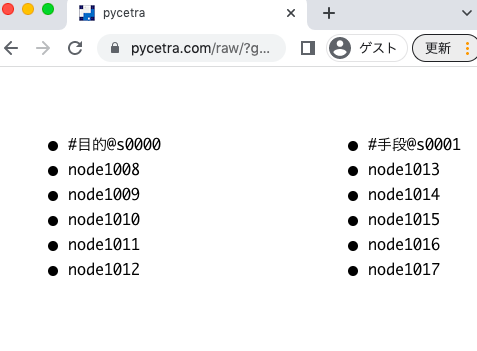 pycetra
pycetra.com/raw/?g...
ゲスト
更新
#目的@s0000
node1008
node1009
node1010
node1011
node1012
#手段@s0001
node1013
node1014
node1015
node1016
node1017